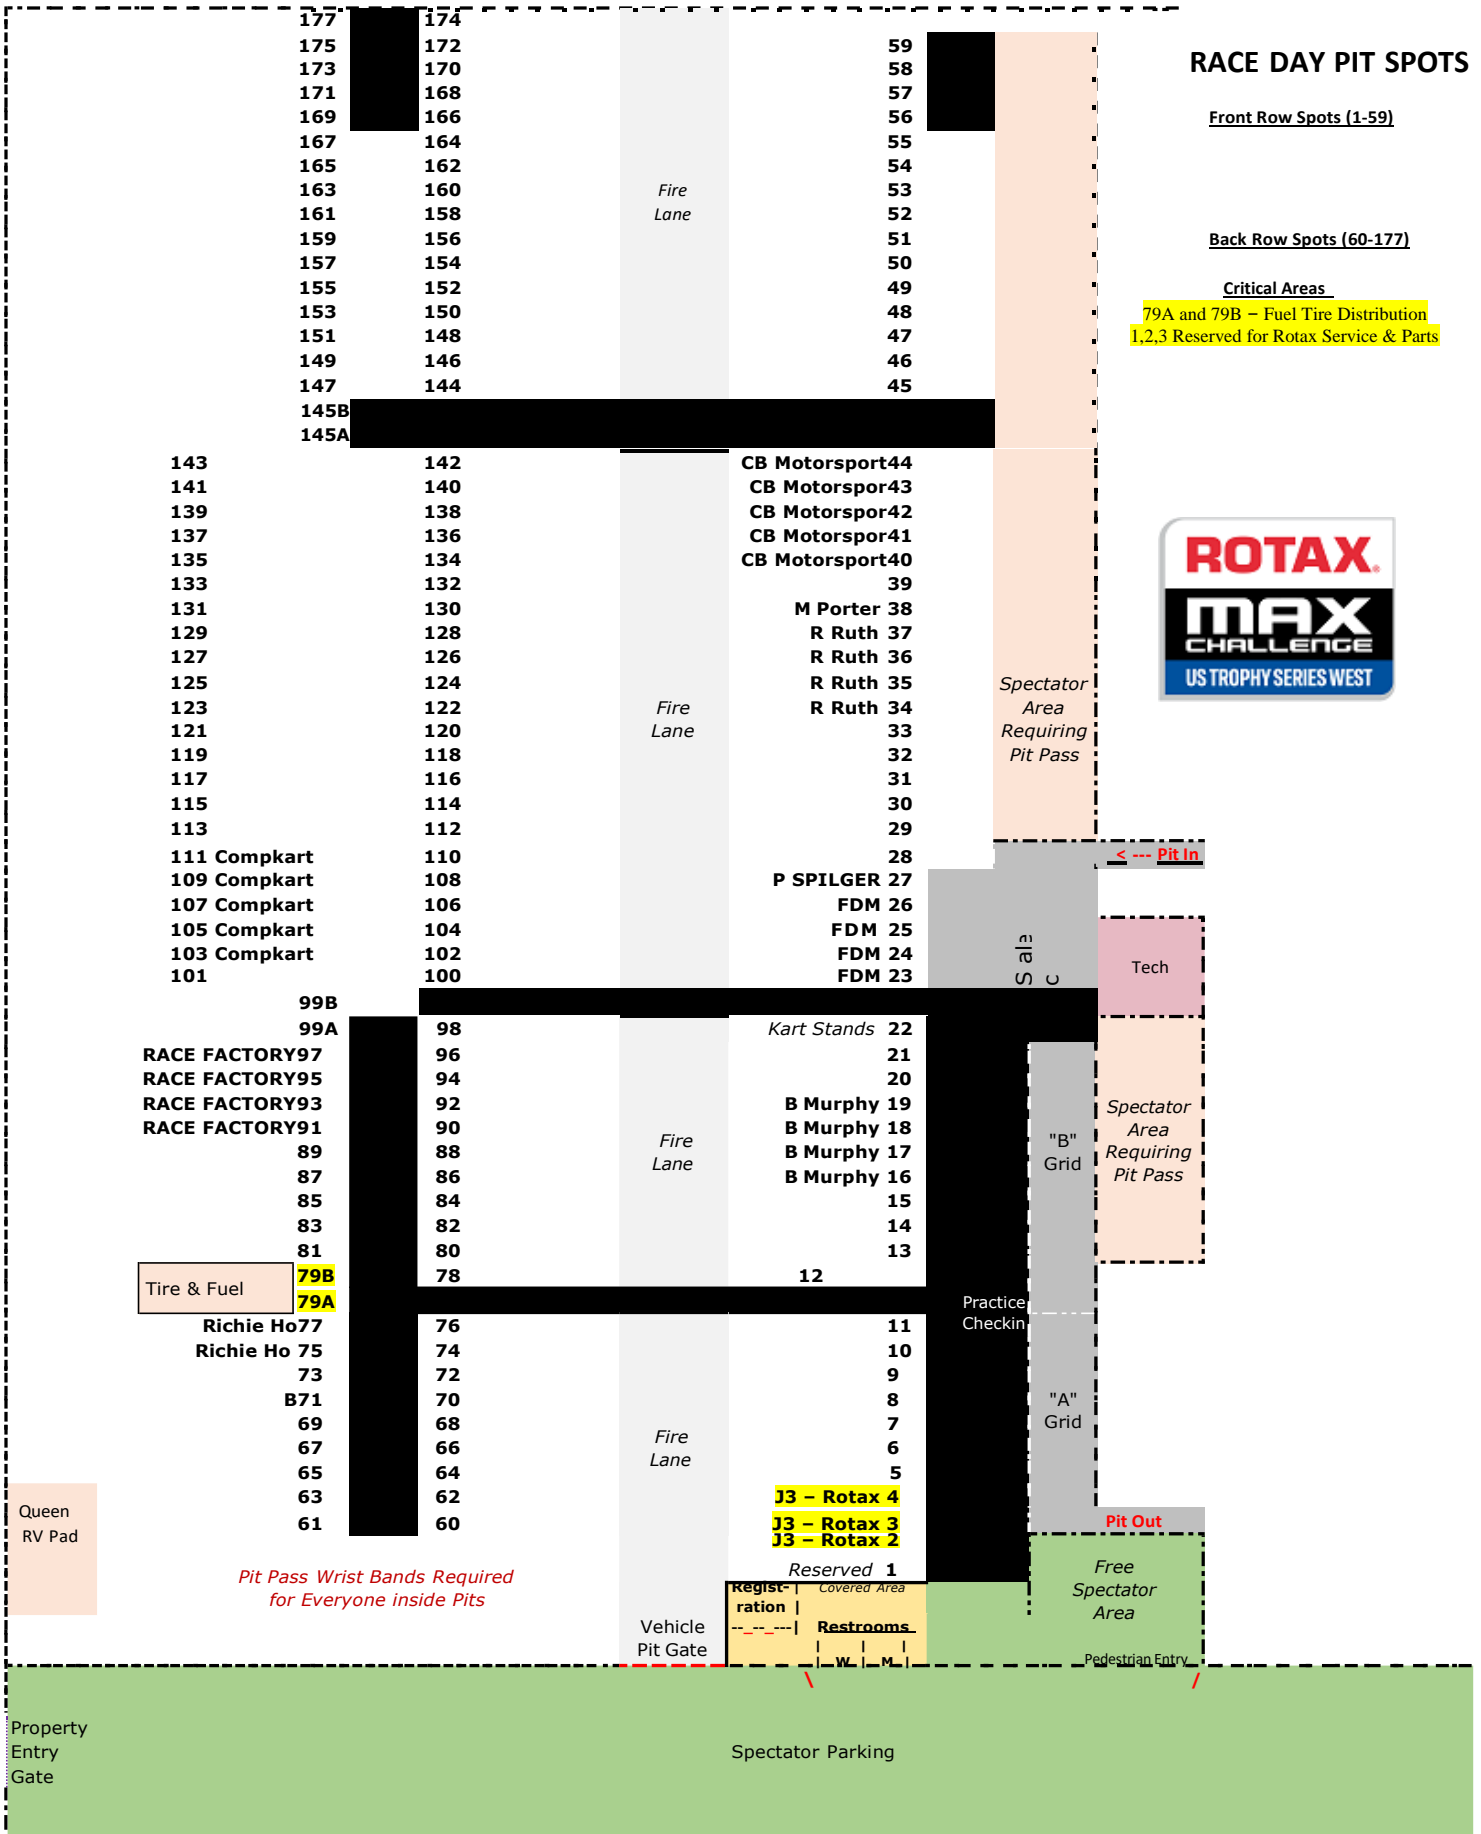 RACE DAY PIT SPOTS
Front Row Spots (1-59)
Back Row Spots (60-177)
Critical Areas
79A and 79B – Fuel Tire Distribution
1,2,3 Reserved for Rotax Service & Parts
177 174
175 172 59
173 170 58
171 168 57
169 166 56
167 164 55
165 162 54
163 160 Fire 53
161 158 Lane 52
159 156 51
157 154 50
155 152 49
153 150 48
151 148 47
149 146 46
147 144 45
145B
145A
143 142 CB Motorsport44
141 140 CB Motorspor43
139 138 CB Motorspor42
137 136 CB Motorspor41
135 134 CB Motorsport40
133 132 39
131 130 M Porter 38
129 128 R Ruth 37
127 126 R Ruth 36
125 124 R Ruth 35
123 122 Fire R Ruth 34
121 120 Lane 33
119 118 32
117 116 31
115 114 30
113 112 29
Spectator
Area
Requiring
Pit Pass
ROTAX
MAX
CHALLENGE
US TROPHY SERIES WEST
111 Compkart 110 28
< --- Pit In
109 Compkart 108 P SPILGER 27
107 Compkart 106 FDM 26
105 Compkart 104 FDM 25
103 Compkart 102 FDM 24
101 100 FDM 23
Tech
99B
99A 98 Kart Stands 22
RACE FACTORY97 96 21
RACE FACTORY95 94 20
RACE FACTORY93 92 B Murphy 19
RACE FACTORY91 90 Fire B Murphy 18
89 88 Lane B Murphy 17
87 86 B Murphy 16
85 84 15
83 82 14
81 80 13
"B"
Grid
Spectator
Area
Requiring
Pit Pass
Tire & Fuel
79B 78 12
79A
Practice
Checkin
Richie Ho77 76 11
Richie Ho 75 74 10
73 72 9
B71 70 8
69 68 7
67 66 Fire 6
65 64 Lane 5
63 62 J3 – Rotax 4
61 60 J3 – Rotax 3
J3 – Rotax 2
Reserved 1
"A"
Grid
Pit Out
Queen
RV Pad
Pit Pass Wrist Bands Required
for Everyone inside Pits
Vehicle
Pit Gate
Regist-
ration
Covered Area
Restrooms
W M
Free
Spectator
Area
Pedestrian Entry
Property
Entry
Gate
Spectator Parking